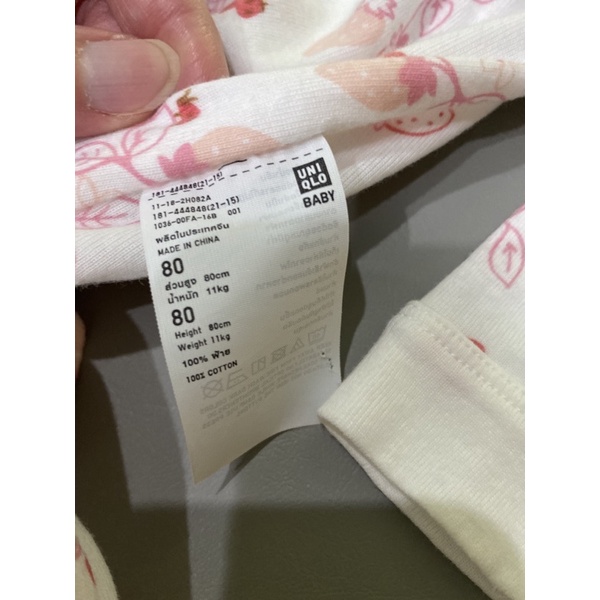 181-444848(21-15)
11-18-2H082A
181-444848(21-15)
1036-00FA-16B 001
UNI
QLO
BABY
ผลิตในประเทศจีน
MADE IN CHINA
80
ส่วนสูง 80cm
น้ำหนัก 11kg
80
Height 80cm
Weight 11kg
100% ฝ้าย
100% COTTON